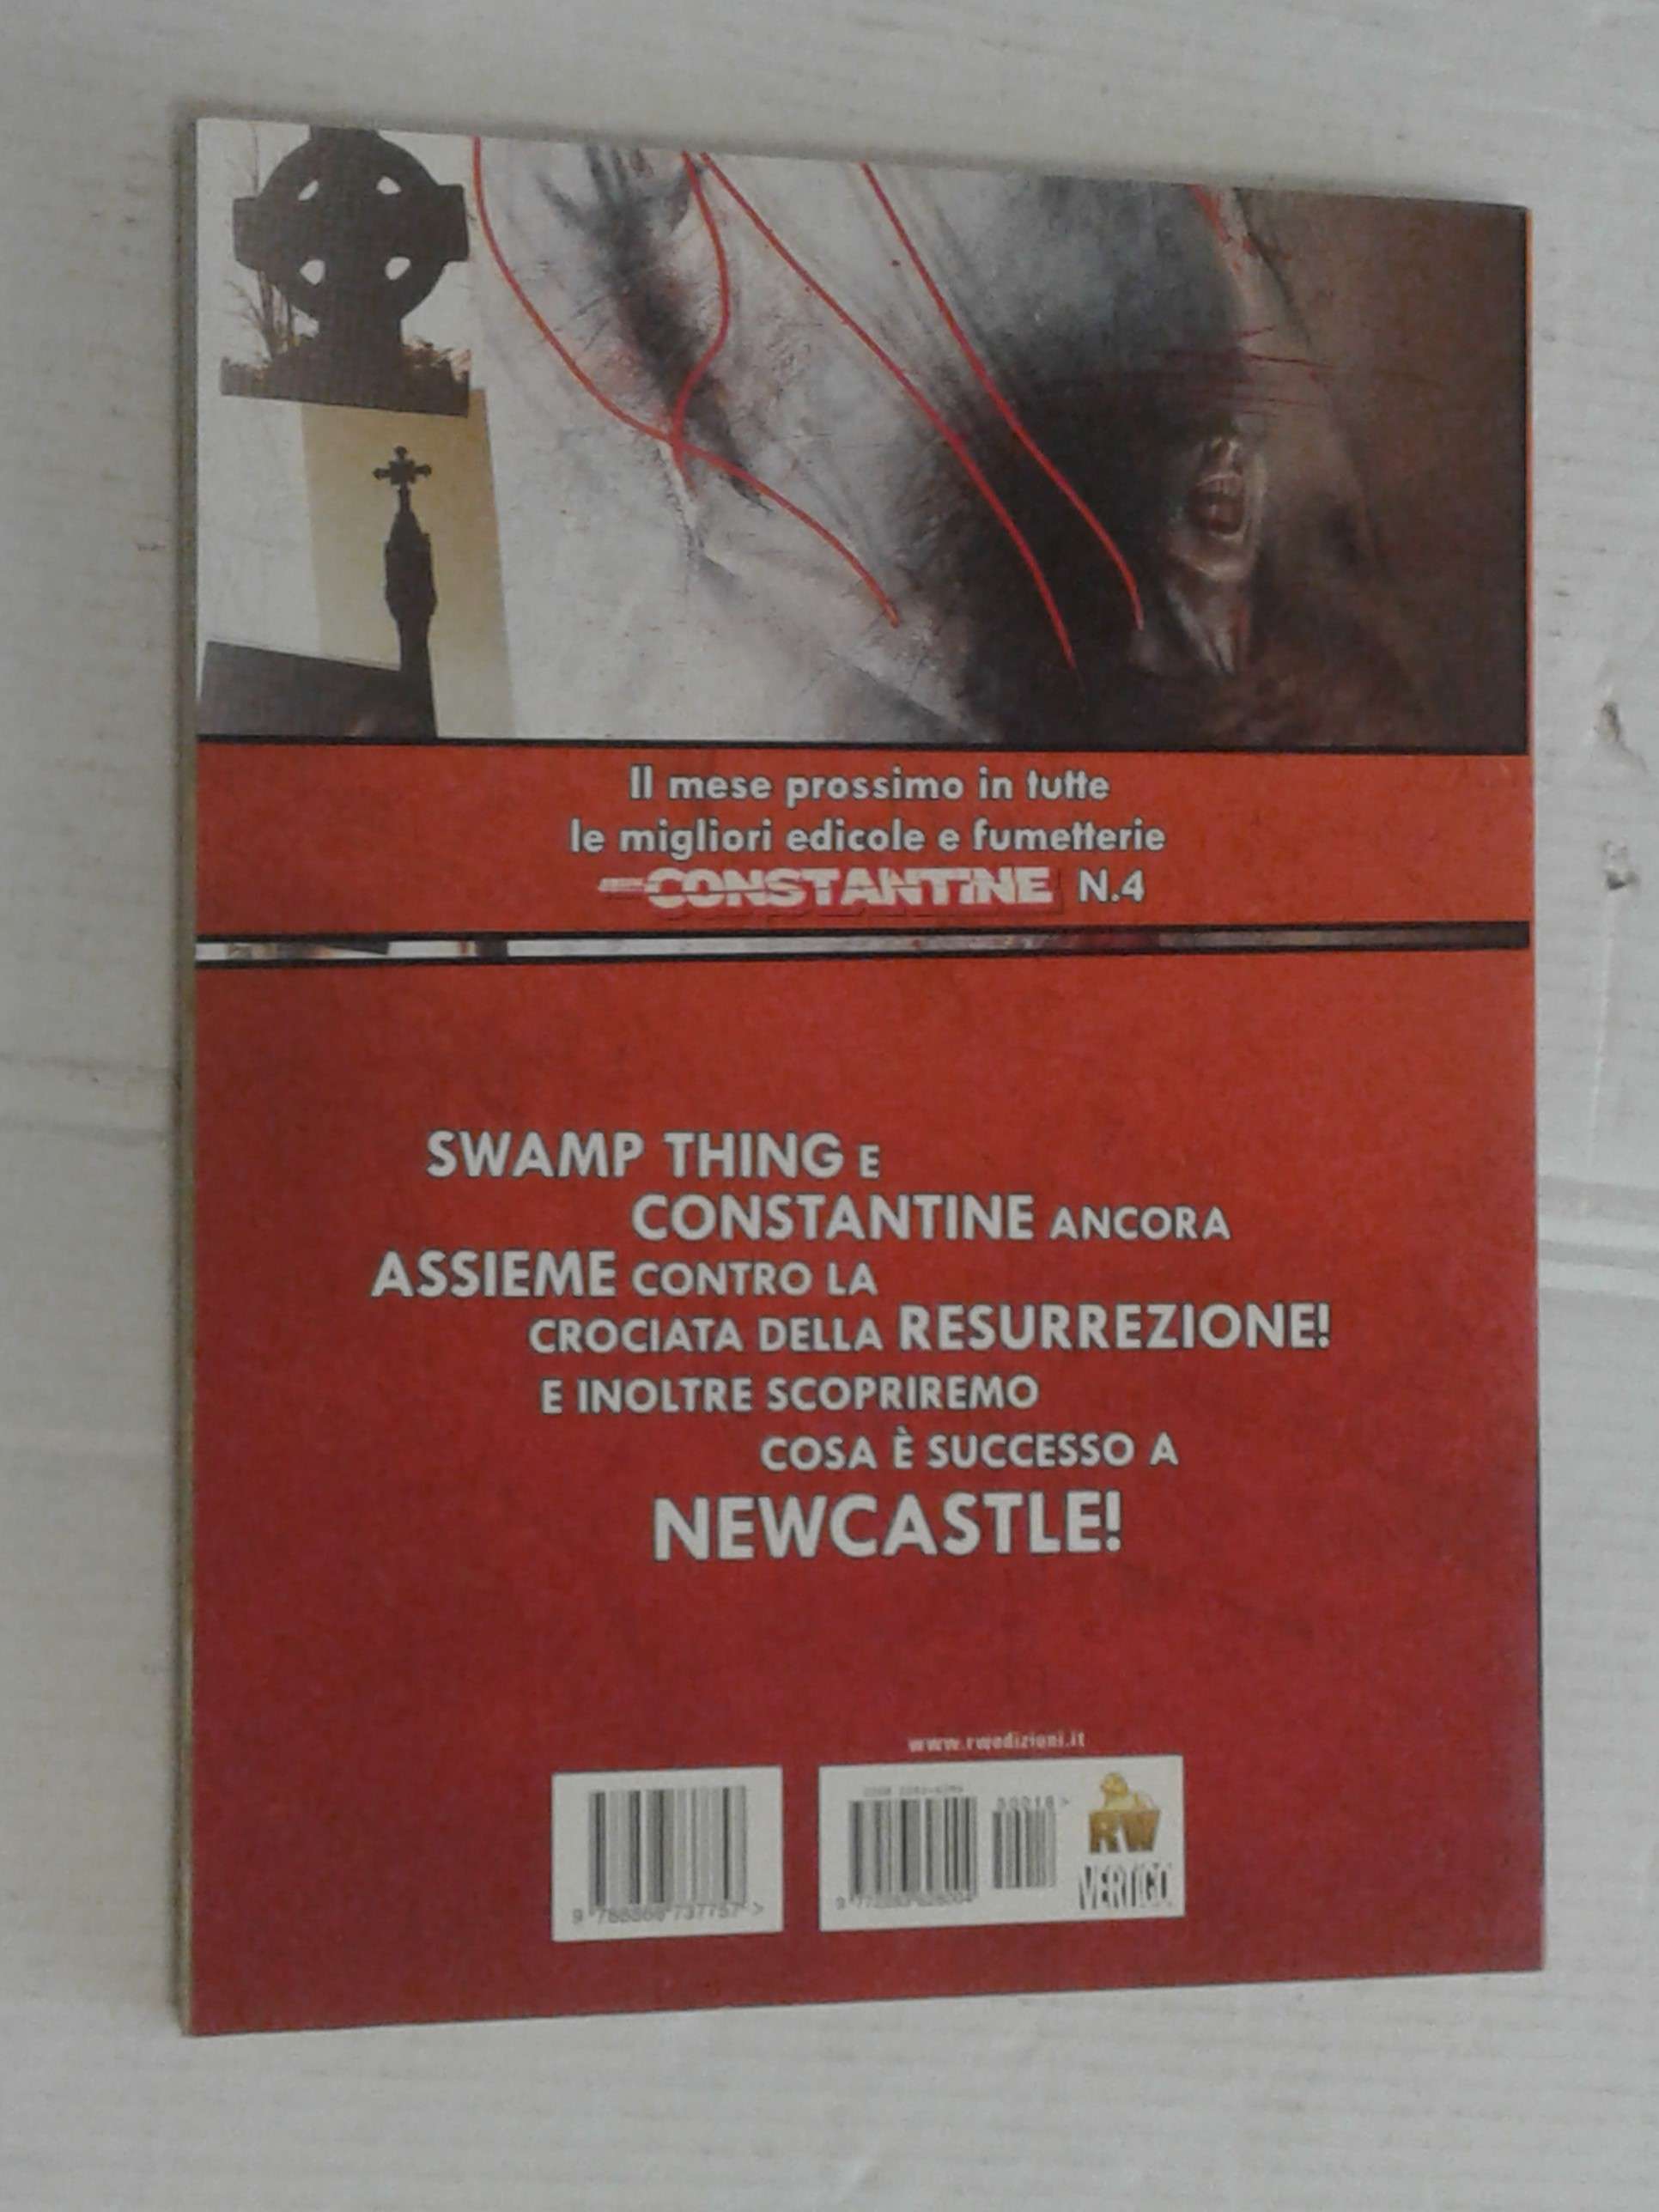 Il mese prossimo in tutte
le migliori edicole e fumetterie
CONSTANTINE N.4
SWAMP THING E
CONSTANTINE ANCORA
ASSIEME CONTRO LA
CROCIATA DELLA RESURREZIONE!
E INOLTRE SCOPRIREMO
COSA È SUCCESSO A
NEWCASTLE!
www.rwedizioni.it
RW
VERTIGO